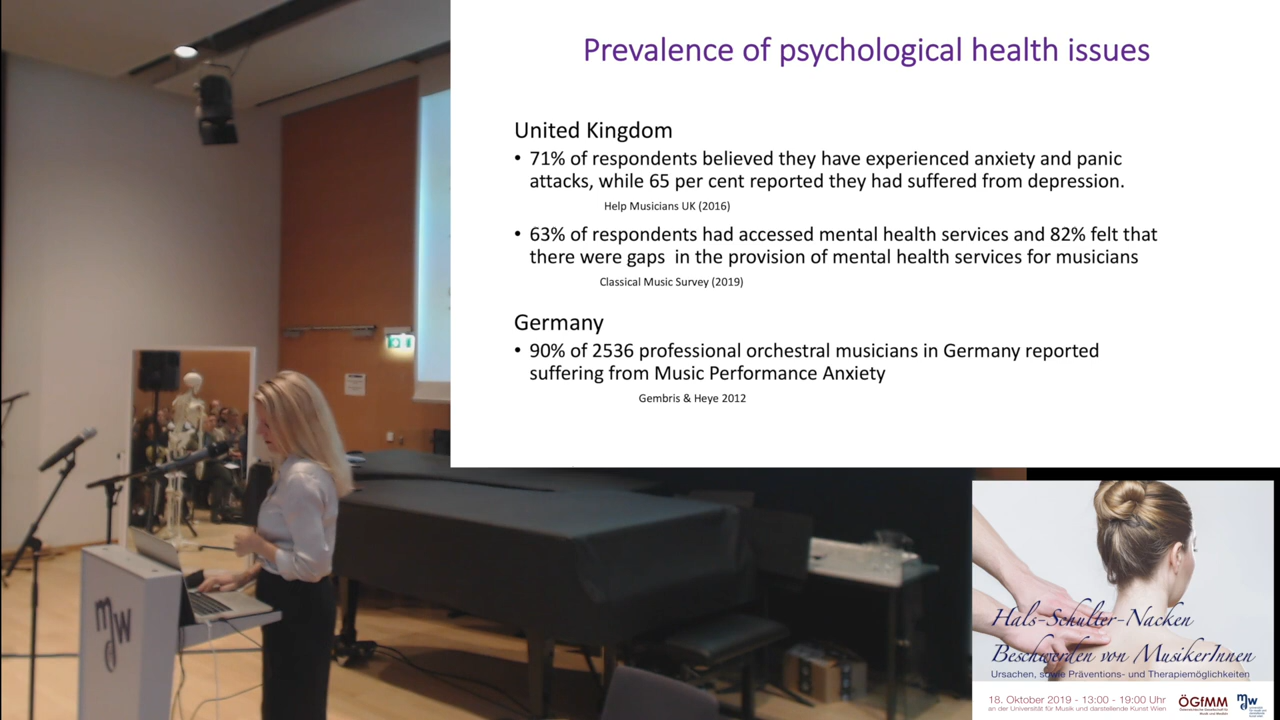 Prevalence of psychological health issues
United Kingdom
• 71% of respondents believed they have experienced anxiety and panic
attacks, while 65 per cent reported they had suffered from depression.
Help Musicians UK (2016)
• 63% of respondents had accessed mental health services and 82% felt that
there were gaps in the provision of mental health services for musicians
Classical Music Survey (2019)
Germany
• 90% of 2536 professional orchestral musicians in Germany reported
suffering from Music Performance Anxiety
Gembris & Heye 2012
mdw
Hals-Schulter-Nacken
Beschwerden von MusikerInnen
Ursachen, sowie Präventions- und Therapiemöglichkeiten
18. Oktober 2019 - 13:00 - 19:00 Uhr
an der Universität für Musik und darstellende Kunst Wien
ÖGfMM
mdw